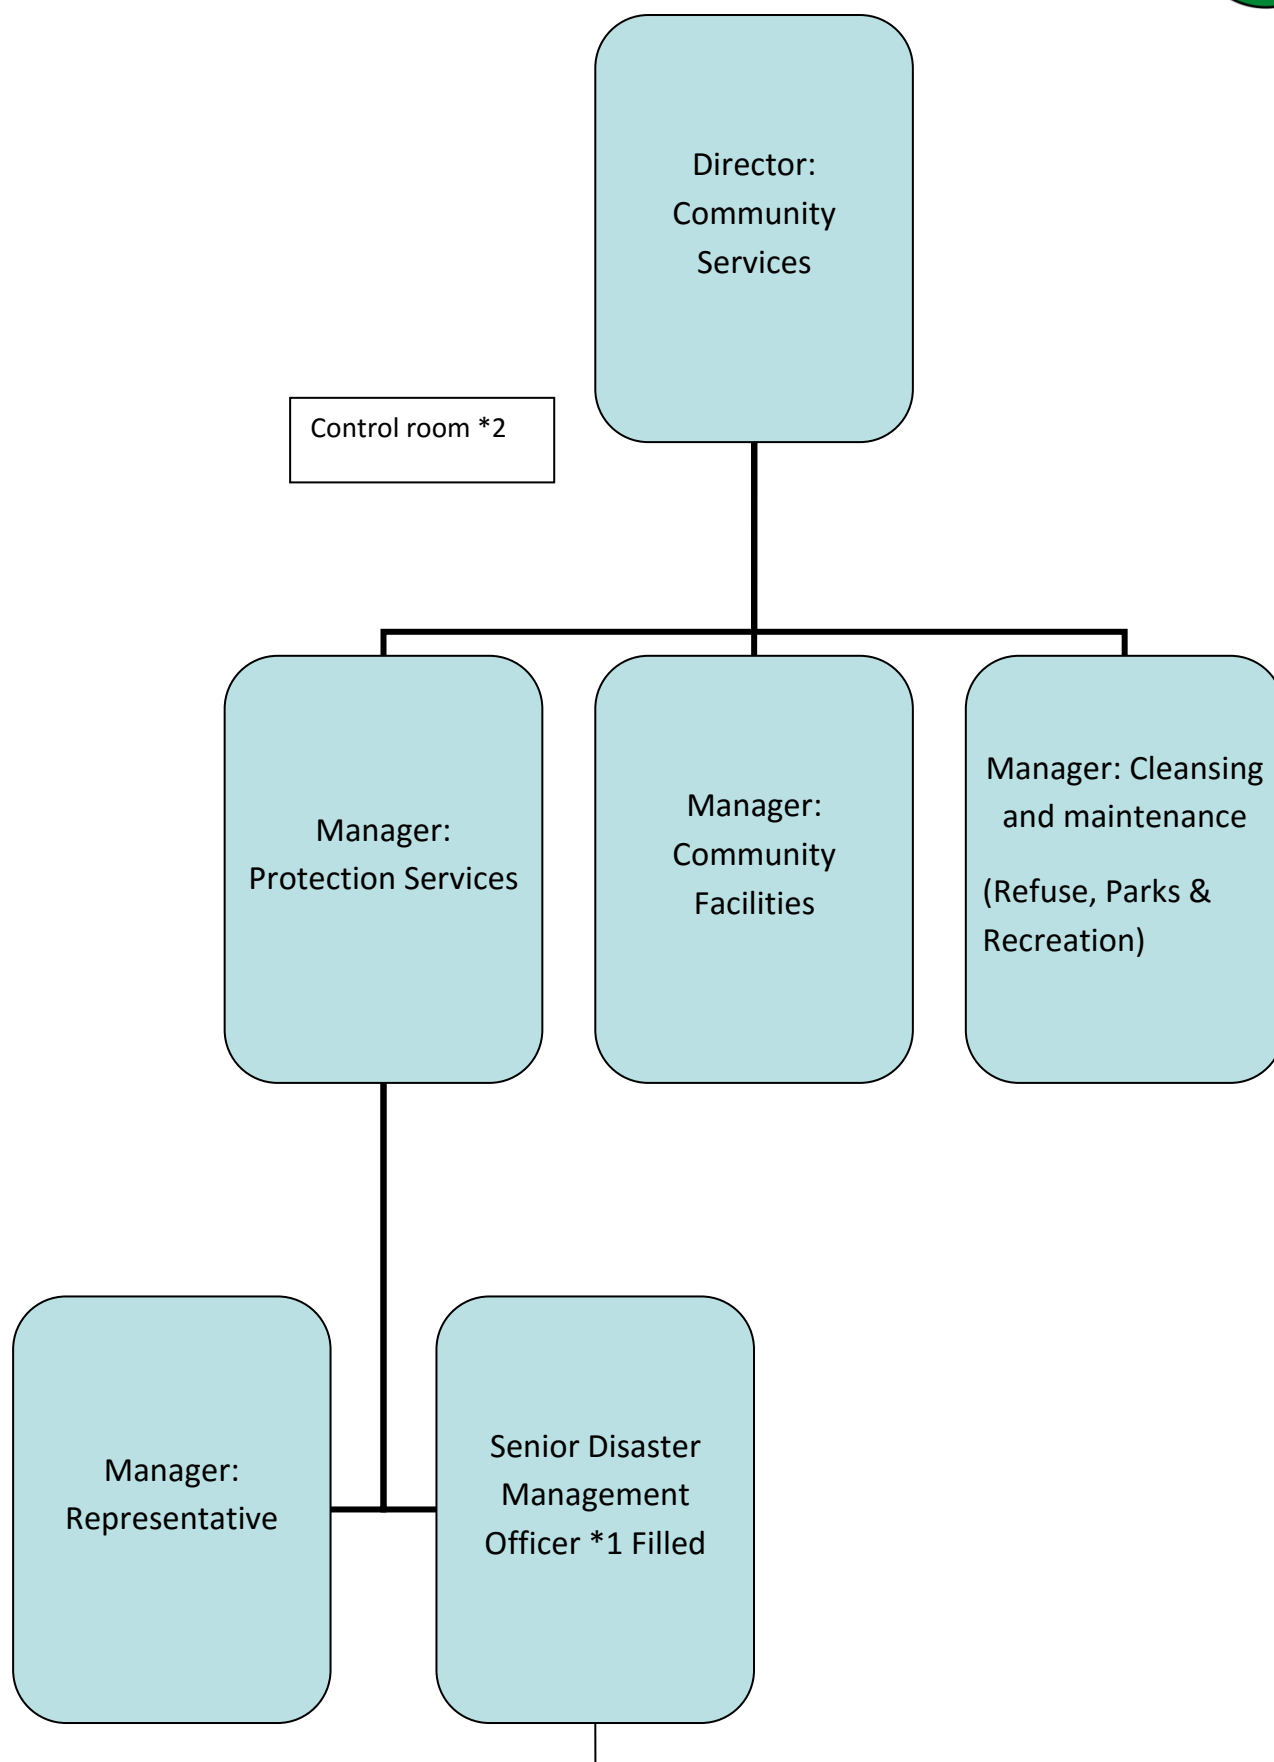 Director:
Community
Services
Control room *2
Manager:
Protection Services
Manager:
Community
Facilities
Manager: Cleansing
and maintenance
(Refuse, Parks &
Recreation)
Manager:
Representative
Senior Disaster
Management
Officer *1 Filled